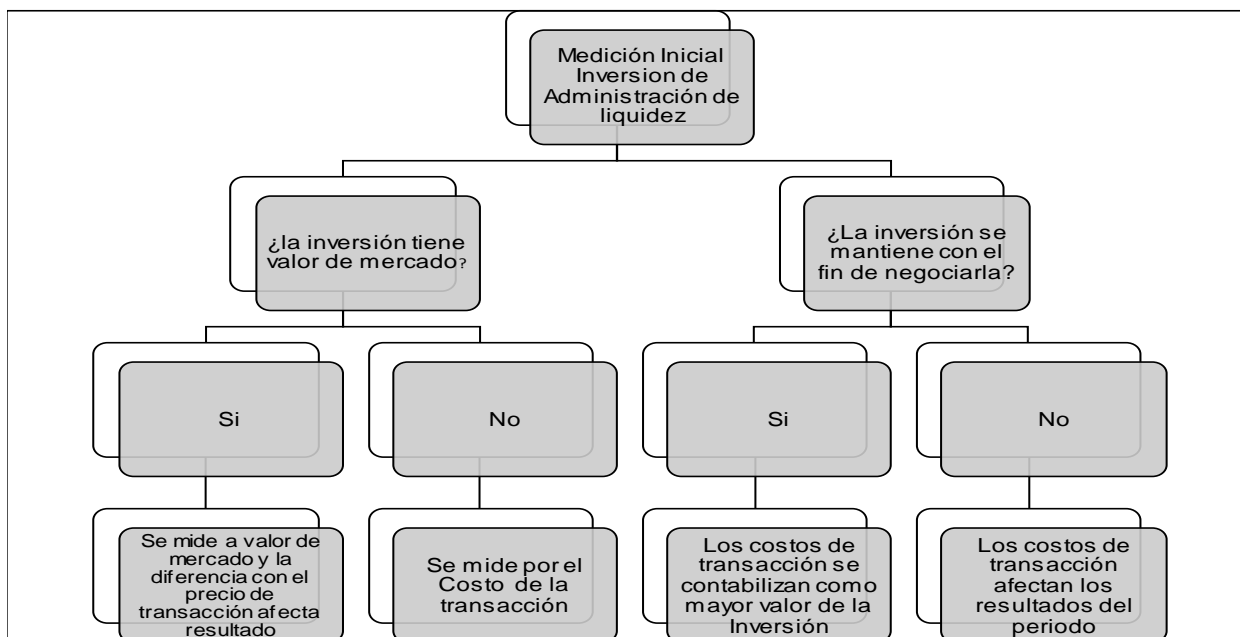 Medición Inicial
Inversion de
Administración de
liquidez
¿la inversión tiene
valor de mercado?
¿La inversión se
mantiene con el
fin de negociarla?
Si
No
Si
No
Se mide a valor de
mercado y la
diferencia con el
precio de
transacción afecta
resultado
Se mide por el
Costo de la
transacción
Los costos de
transacción se
contabilizan como
mayor valor de la
Inversión
Los costos de
transacción
afectan los
resultados del
periodo